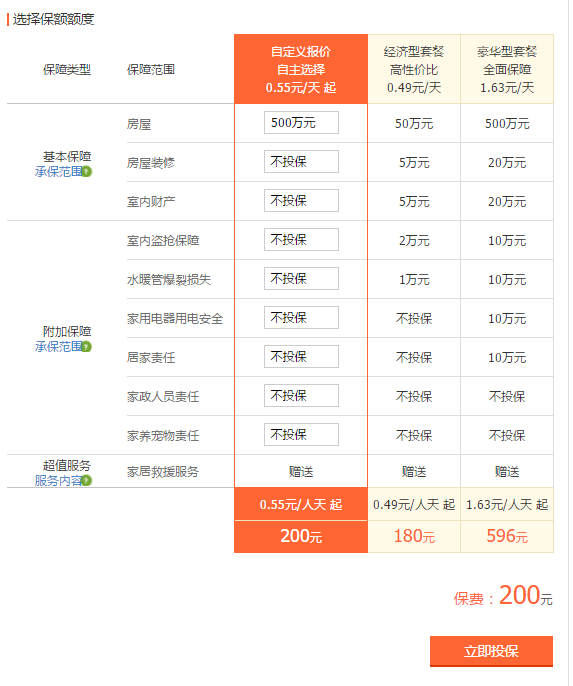 选择保额额度
保障类型 保障范围 自定义报价 自主选择 0.55元/天 起 经济型套餐 高性价比 0.49元/天 豪华型套餐 全面保障 1.63元/天
基本保障
承保范围?
房屋 500万元 50万元 500万元
房屋装修 不投保 5万元 20万元
室内财产 不投保 5万元 20万元
附加保障
承保范围?
室内盗抢保障 不投保 2万元 10万元
水暖管爆裂损失 不投保 1万元 10万元
家用电器用电安全 不投保 不投保 10万元
居家责任 不投保 不投保 10万元
家政人员责任 不投保 不投保 不投保
家养宠物责任 不投保 不投保 不投保
超值服务
服务内容?
家居救援服务 赠送 赠送 赠送
0.55元/人天 起 0.49元/人天 起 1.63元/人天 起
200元 180元 596元
保费：200元
立即投保